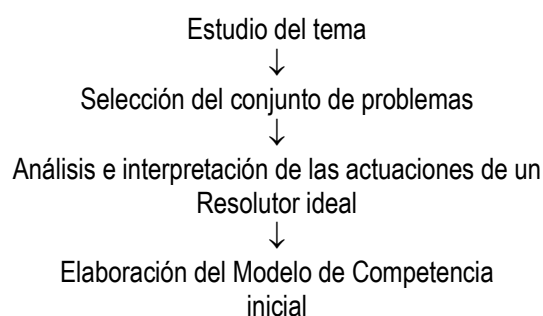 Estudio del tema
↓
Selección del conjunto de problemas
↓
Análisis e interpretación de las actuaciones de un
Resolutor ideal
↓
Elaboración del Modelo de Competencia
inicial